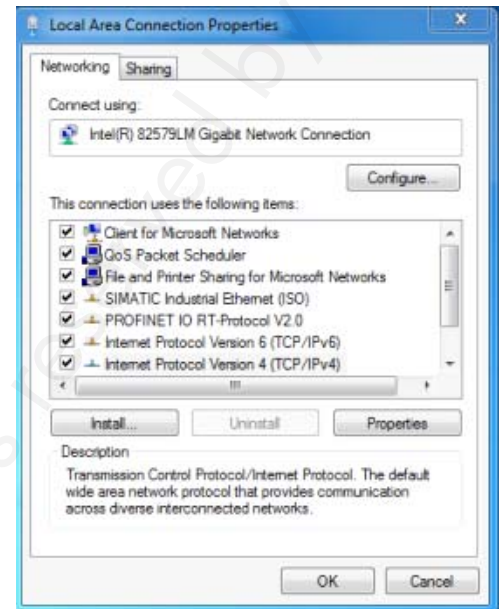 Local Area Connection Properties
Networking
Sharing
Connect using:
Intel(R) 82579LM Gigabit Network Connection
Configure...
This connection uses the following items:
Client for Microsoft Networks
QoS Packet Scheduler
File and Printer Sharing for Microsoft Networks
SIMATIC Industrial Ethernet (ISO)
PROFINET IO RT-Protocol V2.0
Internet Protocol Version 6 (TCP/IPv6)
Internet Protocol Version 4 (TCP/IPv4)
Install...
Uninstall
Properties
Description
Transmission Control Protocol/Internet Protocol. The default
wide area network protocol that provides communication
across diverse interconnected networks.
OK
Cancel